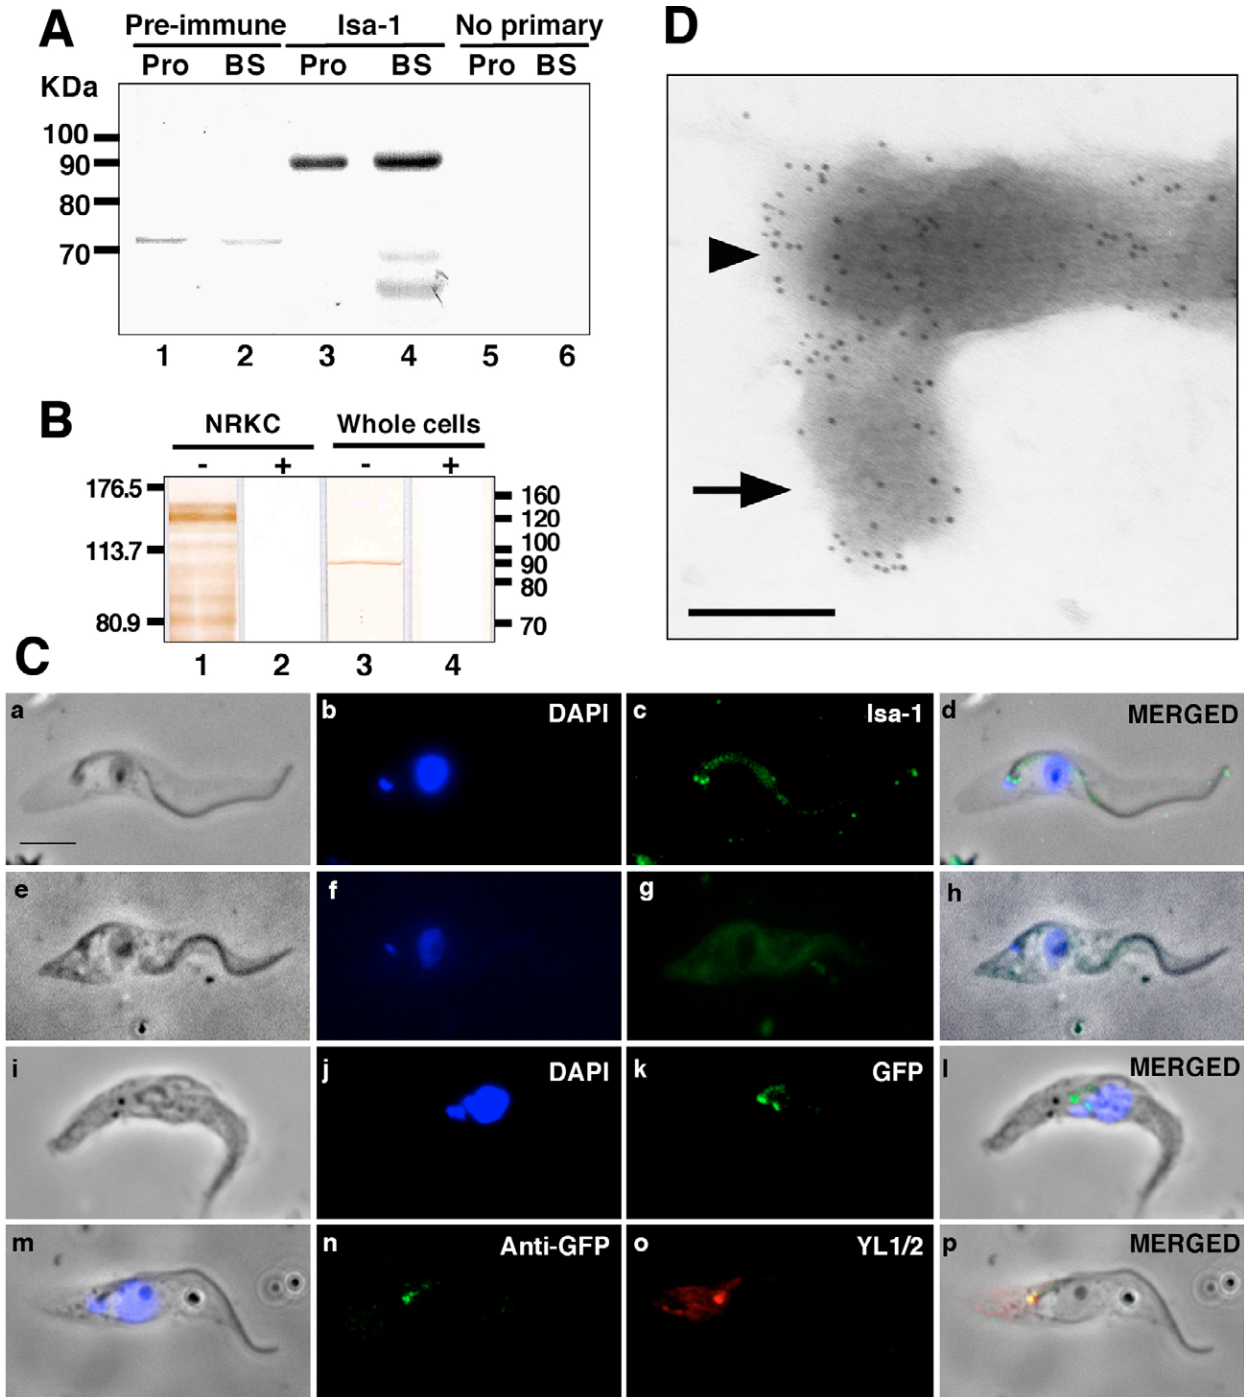 A
Pre-immune Isa-1 No primary
Pro BS Pro BS Pro BS
KDa
100
90
80
70
1 2 3 4 5 6
B
NRKC Whole cells
- + - +
176.5
113.7
80.9
160
120
100
90
80
70
1 2 3 4
D
C
a b DAPI c Isa-1 d MERGED
e f g h
i j DAPI k GFP l MERGED
m n Anti-GFP o YL1/2 p MERGED